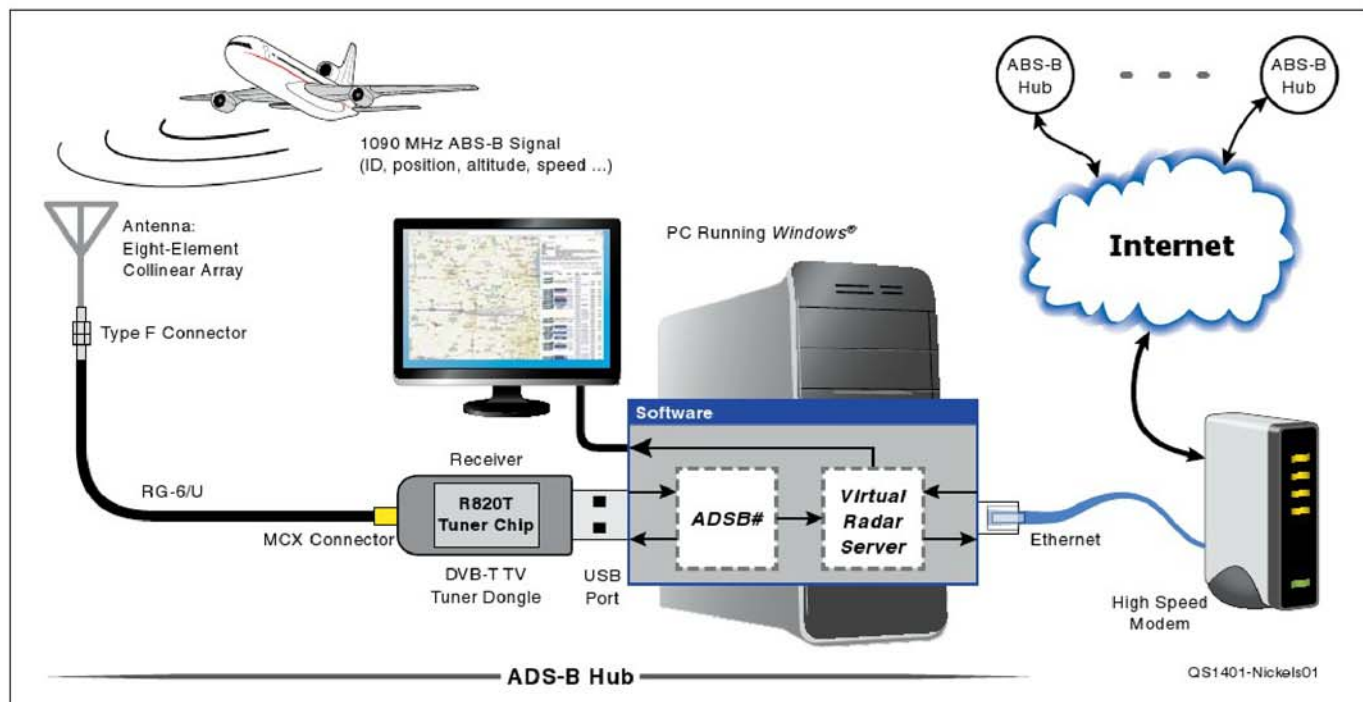 1090 MHz ABS-B Signal
(ID, position, altitude, speed ...)
ABS-B
Hub
ABS-B
Hub
Antenna:
Eight-Element
Collinear Array
PC Running Windows®
Internet
Type F Connector
Software
Receiver
RG-6/U
R820T
Tuner Chip
ADSB#
Virtual
Radar
Server
MCX Connector
Ethernet
DVB-T TV
Tuner Dongle
USB
Port
High Speed
Modem
ADS-B Hub
QS1401-Nickels01